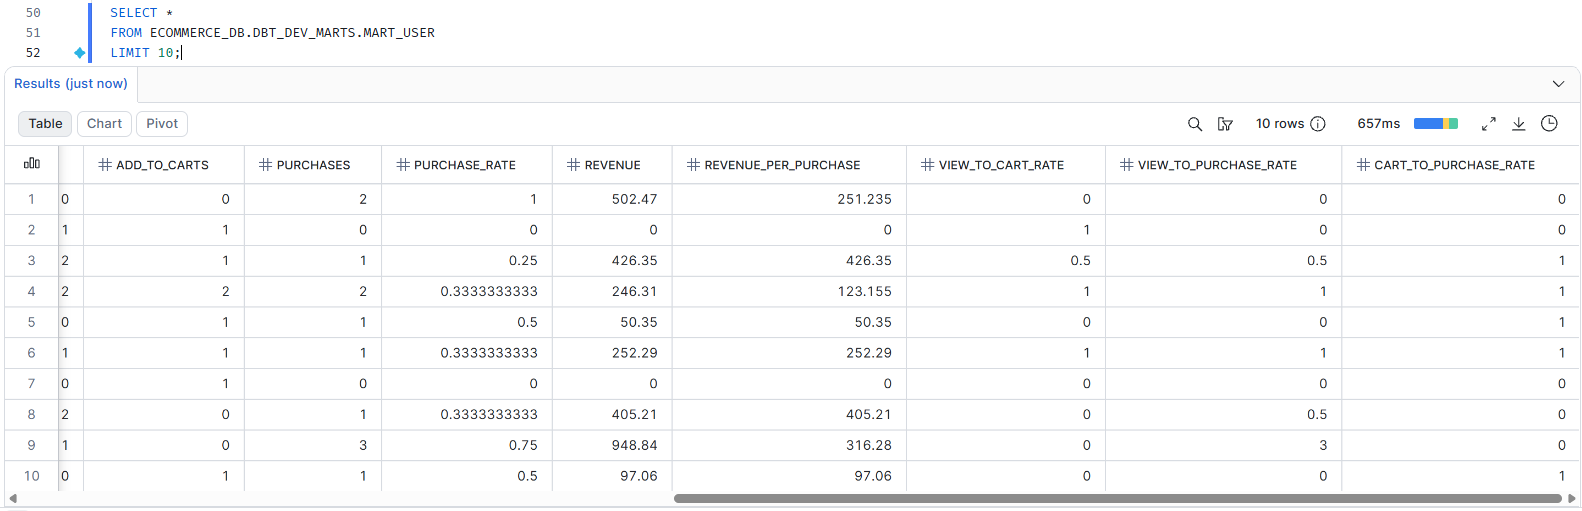 50 SELECT *
51 FROM ECOMMERCE_DB.DBT_DEV_MARTS.MART_USER
52 LIMIT 10;
Results (just now)
Table Chart Pivot 10 rows 657ms
ADD_TO_CARTS PURCHASES PURCHASE_RATE REVENUE REVENUE_PER_PURCHASE VIEW_TO_CART_RATE VIEW_TO_PURCHASE_RATE CART_TO_PURCHASE_RATE
1 0 0 2 1 502.47 251.235 0 0 0
2 1 1 0 0 0 0 1 0 0
3 2 1 1 0.25 426.35 426.35 0.5 0.5 1
4 2 2 2 0.3333333333 246.31 123.155 1 1 1
5 0 1 1 0.5 50.35 50.35 0 0 1
6 1 1 1 0.3333333333 252.29 252.29 1 1 1
7 0 1 0 0 0 0 0 0 0
8 2 0 1 0.3333333333 405.21 405.21 0 0.5 0
9 1 0 3 0.75 948.84 316.28 0 3 0
10 0 1 1 0.5 97.06 97.06 0 0 1